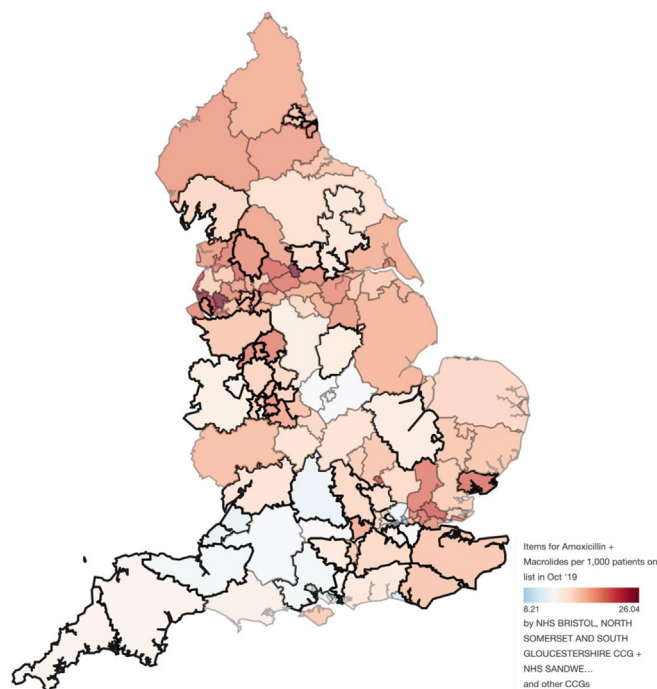 Items for Amoxicillin +
Macrolides per 1,000 patients on
list in Oct '19
8.21 26.04
by NHS BRISTOL, NORTH
SOMERSET AND SOUTH
GLOUCESTERSHIRE CCG +
NHS SANDWE...
and other CCGs